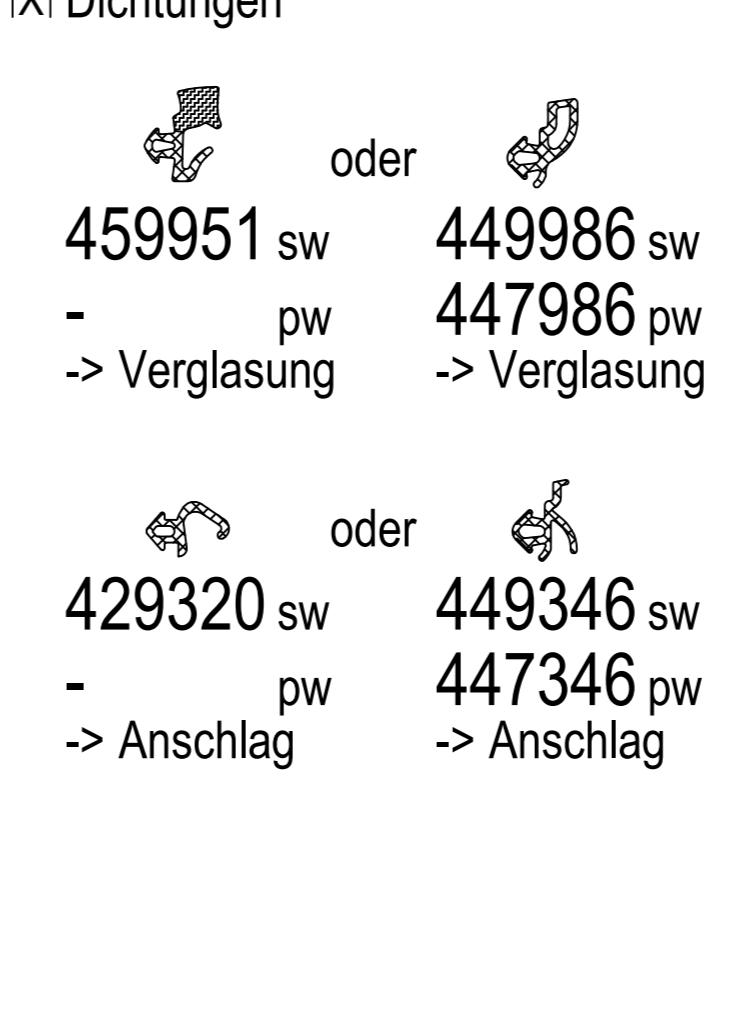 |X| Dichtungen
oder
459951 sw 449986 sw
- pw 447986 pw
-> Verglasung -> Verglasung
oder
429320 sw 449346 sw
- pw 447346 pw
-> Anschlag -> Anschlag